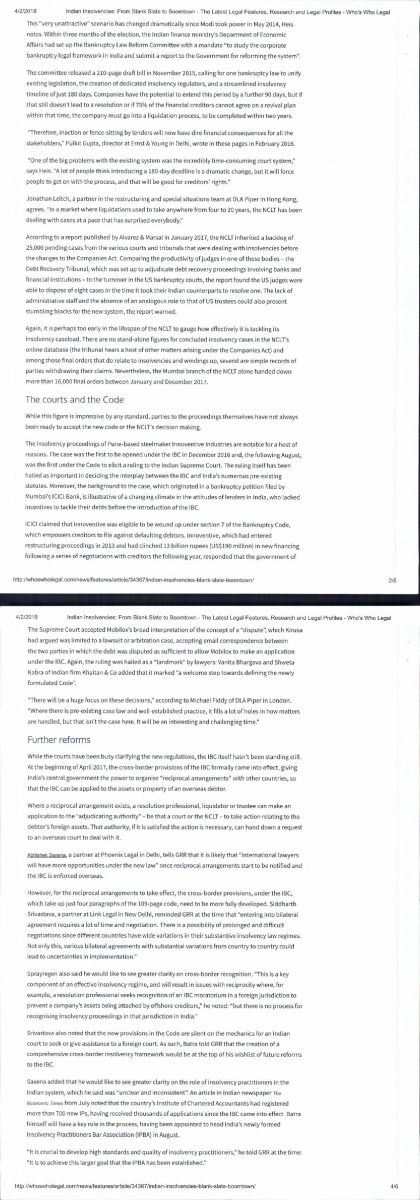 4/2/2018 Indian Insolvencies: From Blank Slate to Boomtown - The Latest Legal Features, Research and Legal Profiles - Who's Who Legal
This "very unattractive" scenario has changed dramatically since Modi took power in May 2014, Heis
notes. Within three months of the election, the Indian finance ministry's Department of Economic
Affairs had set up the Bankruptcy Law Reform Committee with a mandate "to study the corporate
bankruptcy legal framework in India and submit a report to the Government for reforming the system".
The committee released a 210-page draft bill in November 2015, calling for one bankruptcy law to unify
existing legislation, the creation of dedicated insolvency regulators, and a streamlined insolvency
timeline of just 180 days. Companies have the potential to extend this period by a further 90 days, but if
that still doesn't lead to a resolution or if 75% of the financial creditors cannot agree on a revival plan
within that time, the company must go into a liquidation process, to be completed within two years.
"Therefore, inaction or fence-sitting by lenders will now have dire financial consequences for all the
stakeholders," Pulkit Gupta, director at Ernst & Young in Delhi, wrote in these pages in February 2016.
"One of the big problems with the existing system was the incredibly time-consuming court system,"
says Heis. "A lot of people think introducing a 180-day deadline is a dramatic change, but it will force
people to get on with the process, and that will be good for creditors' rights."
Jonathan Leitch, a partner in the restructuring and special situations team at DLA Piper in Hong Kong,
agrees. "In a market where liquidations used to take anywhere from four to 20 years, the NCLT has been
dealing with cases at a pace that has surprised everybody."
According to a report published by Alvarez & Marsal in January 2017, the NCLT inherited a backlog of
25,000 pending cases from the various courts and tribunals that were dealing with insolvencies before
the changes to the Companies Act. Comparing the productivity of judges in one of these bodies – the
Debt Recovery Tribunal, which was set up to adjudicate debt recovery proceedings involving banks and
financial institutions – to the turnover in the US bankruptcy courts, the report found the US judges were
able to dispose of eight cases in the time it took their Indian counterparts to resolve one. The lack of
administrative staff and the absence of an analogous role to that of US trustees could also present
stumbling blocks for the new system, the report warned.
Again, it is perhaps too early in the lifespan of the NCLT to gauge how effectively it is tackling its
insolvency caseload. There are no stand-alone figures for concluded insolvency cases in the NCLT's
online database (the tribunal hears a host of other matters arising under the Companies Act) and
among those final orders that do relate to insolvencies and windings up, several are simple records of
parties withdrawing their claims. Nevertheless, the Mumbai branch of the NCLT alone handed down
more than 16,000 final orders between January and December 2017.
The courts and the Code
While this figure is impressive by any standard, parties to the proceedings themselves have not always
been ready to accept the new code or the NCLT's decision making.
The insolvency proceedings of Pune-based steelmaker Innoventive Industries are notable for a host of
reasons. The case was the first to be opened under the IBC in December 2016 and, the following August,
was the first under the Code to elicit a ruling to the Indian Supreme Court. The ruling itself has been
hailed as important in deciding the interplay between the IBC and India's numerous pre-existing
statutes. Moreover, the background to the case, which originated in a bankruptcy petition filed by
Mumbai's ICICI Bank, is illustrative of a changing climate in the attitudes of lenders in India, who lacked
incentives to tackle their debts before the introduction of the IBC.
ICICI claimed that Innoventive was eligible to be wound up under section 7 of the Bankruptcy Code,
which empowers creditors to file against defaulting debtors. Innoventive, which had entered
restructuring proceedings in 2013 and had clinched 13 billion rupees (US$190 million) in new financing
following a series of negotiations with creditors the following year, responded that the government of
http://whoswholegal.com/news/features/article/34367/indian-insolvencies-blank-slate-boomtown/ 2/6
4/2/2018 Indian Insolvencies: From Blank Slate to Boomtown - The Latest Legal Features, Research and Legal Profiles - Who's Who Legal
The Supreme Court accepted Mobilox's broad interpretation of the concept of a "dispute", which Kirusa
had argued was limited to a lawsuit or arbitration case, accepting email correspondence between
the two parties in which the debt was disputed as sufficient to allow Mobilox to make an application
under the IBC. Again, the ruling was hailed as a "landmark" by lawyers: Vanita Bhargava and Shweta
Kabra of Indian firm Khaitan & Co added that it marked "a welcome step towards defining the newly
formulated Code".
"There will be a huge focus on these decisions," according to Michael Fiddy of DLA Piper in London.
"Where there is pre-existing case law and well-established practice, it fills a lot of holes in how matters
are handled, but that isn't the case here. It will be an interesting and challenging time."
Further reforms
While the courts have been busy clarifying the new regulations, the IBC itself hasn't been standing still.
At the beginning of April 2017, the cross-border provisions of the IBC formally came into effect, giving
India's central government the power to organise "reciprocal arrangements" with other countries, so
that the IBC can be applied to the assets or property of an overseas debtor.
Where a reciprocal arrangement exists, a resolution professional, liquidator or trustee can make an
application to the "adjudicating authority" – be that a court or the NCLT – to take action relating to the
debtor's foreign assets. That authority, if it is satisfied the action is necessary, can hand down a request
to an overseas court to deal with it.
Abhishek Saxena, a partner at Phoenix Legal in Delhi, tells GRR that it is likely that "international lawyers
will have more opportunities under the new law" once reciprocal arrangements start to be notified and
the IBC is enforced overseas.
However, for the reciprocal arrangements to take effect, the cross-border provisions, under the IBC,
which take up just four paragraphs of the 109-page code, need to be more fully developed. Siddharth
Srivastava, a partner at Link Legal in New Delhi, reminded GRR at the time that "entering into bilateral
agreement requires a lot of time and negotiation. There is a possibility of prolonged and difficult
negotiations since different countries have wide variations in their substantive insolvency law regimes.
Not only this, various bilateral agreements with substantial variations from country to country could
lead to uncertainties in implementation."
Sprayregen also said he would like to see greater clarity on cross-border recognition. "This is a key
component of an effective insolvency regime, and will result in issues with reciprocity where, for
example, a resolution professional seeks recognition of an IBC moratorium in a foreign jurisdiction to
prevent a company's assets being attached by offshore creditors," he noted: "but there is no process for
recognising insolvency proceedings in that jurisdiction in India."
Srivastava also noted that the new provisions in the Code are silent on the mechanics for an Indian
court to seek or give assistance to a foreign court. As such, Batra told GRR that the creation of a
comprehensive cross-border insolvency framework would be at the top of his wishlist of future reforms
to the IBC.
Saxena added that he would like to see greater clarity on the role of insolvency practitioners in the
Indian system, which he said was "unclear and inconsistent". An article in Indian newspaper The
Economic Times from July noted that the country's Institute of Chartered Accountants had registered
more than 700 new IPs, having received thousands of applications since the IBC came into effect. Batra
himself will have a key role in the process, having been appointed to head India's newly formed
Insolvency Practitioners Bar Association (IPBA) in August.
"It is crucial to develop high standards and quality of insolvency practitioners," he told GRR at the time:
"It is to achieve this larger goal that the IPBA has been established."
http://whoswholegal.com/news/features/article/34367/indian-insolvencies-blank-slate-boomtown/ 4/6